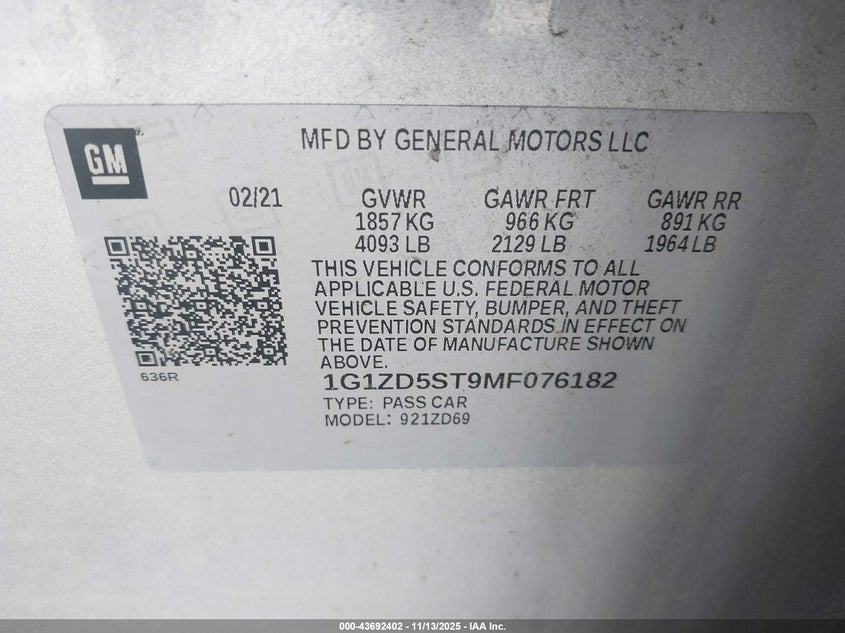 GM
MFD BY GENERAL MOTORS LLC
02/21 GVWR GAWR FRT GAWR RR
1857 KG 966 KG 891 KG
4093 LB 2129 LB 1964 LB
THIS VEHICLE CONFORMS TO ALL
APPLICABLE U.S. FEDERAL MOTOR
VEHICLE SAFETY, BUMPER, AND THEFT
PREVENTION STANDARDS IN EFFECT ON
THE DATE OF MANUFACTURE SHOWN
ABOVE.
636R
1G1ZD5ST9MF076182
TYPE: PASS CAR
MODEL: 921ZD69
000-43692402 - 11/13/2025 - IAA Inc.